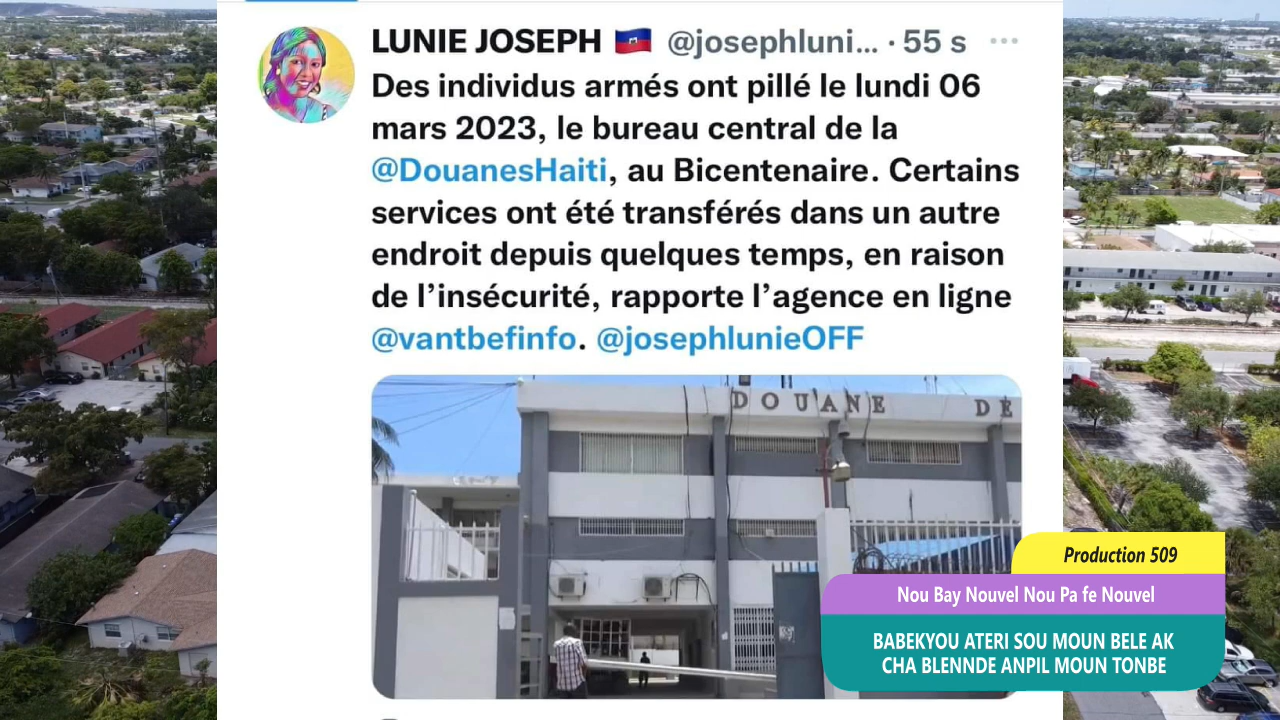 LUNIE JOSEPH 🇭🇹 @josephluni... · 55 s
Des individus armés ont pillé le lundi 06
mars 2023, le bureau central de la
@DouanesHaiti, au Bicentenaire. Certains
services ont été transférés dans un autre
endroit depuis quelques temps, en raison
de l’insécurité, rapporte l’agence en ligne
@vantbefinfo. @josephlunieOFF
DOUANE DE
Production 509
Nou Bay Nouvel Nou Pa fe Nouvel
BABEKYOU ATERI SOU MOUN BELE AK
CHA BLENNDE ANPIL MOUN TONBE